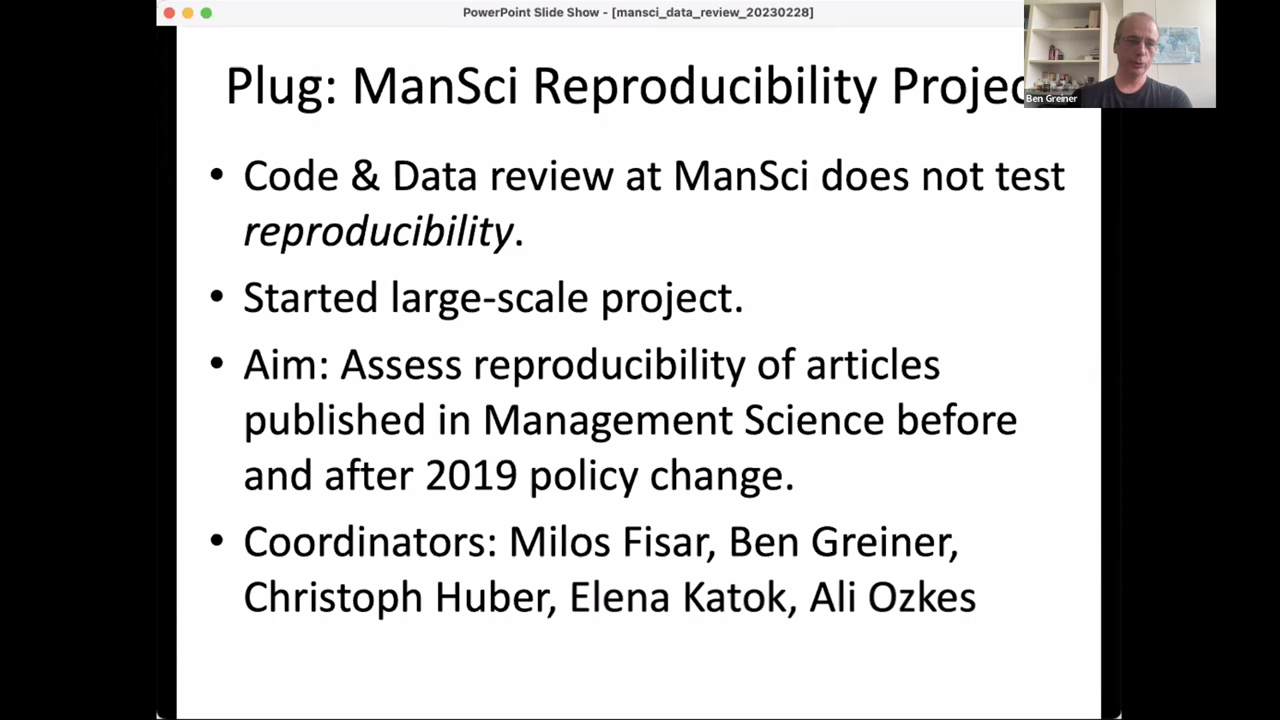 PowerPoint Slide Show - [mansci_data_review_20230228]
Plug: ManSci Reproducibility Projec
Ben Greiner
• Code & Data review at ManSci does not test
reproducibility.
• Started large-scale project.
• Aim: Assess reproducibility of articles
published in Management Science before
and after 2019 policy change.
• Coordinators: Milos Fisar, Ben Greiner,
Christoph Huber, Elena Katok, Ali Ozkes